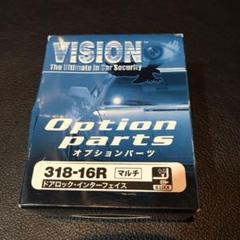 VISION
The Ultimate in Car Security
Option
parts
オプションパーツ
318-16R マルチ
ドアロック・インターフェイス